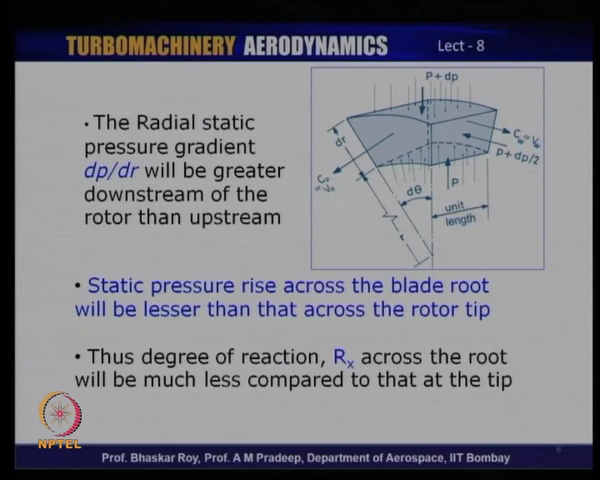 TURBOMACHINERY AERODYNAMICS
Lect - 8
• The Radial static
pressure gradient
dp/dr will be greater
downstream of the
rotor than upstream
P+dp
dr
dθ
r
P
unit
length
P+dp/2
• Static pressure rise across the blade root
will be lesser than that across the rotor tip
• Thus degree of reaction, Rx across the root
will be much less compared to that at the tip
NPTEL
Prof. Bhaskar Roy, Prof. A M Pradeep, Department of Aerospace, IIT Bombay
6